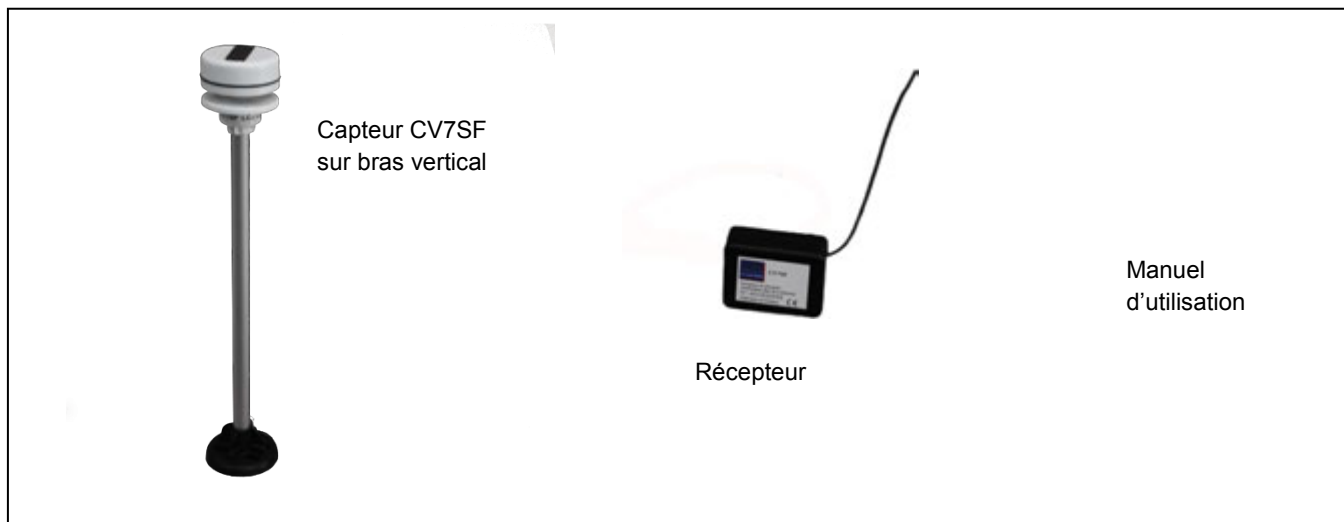 Capteur CV7SF
sur bras vertical
Récepteur
Manuel
d’utilisation